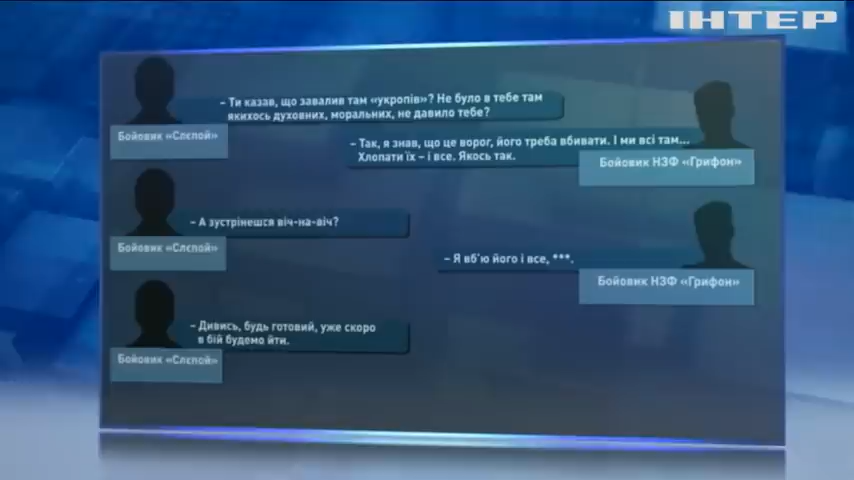 ІНТЕР
– Ти казав, що завалив там «укропів»? Не було в тебе там
якихось духовних, моральних, не давило тебе?
Бойовик «Слєпой»
– Так, я знав, що це ворог, його треба вбивати. І ми всі там...
Хлопати їх – і все. Якось так.
Бойовик НЗФ «Грифон»
– А зустрінешся віч-на-віч?
Бойовик «Слєпой»
– Я вб'ю його і все, ***.
Бойовик НЗФ «Грифон»
– Дивись, будь готовий, уже скоро
в бій будемо йти.
Бойовик «Слєпой»